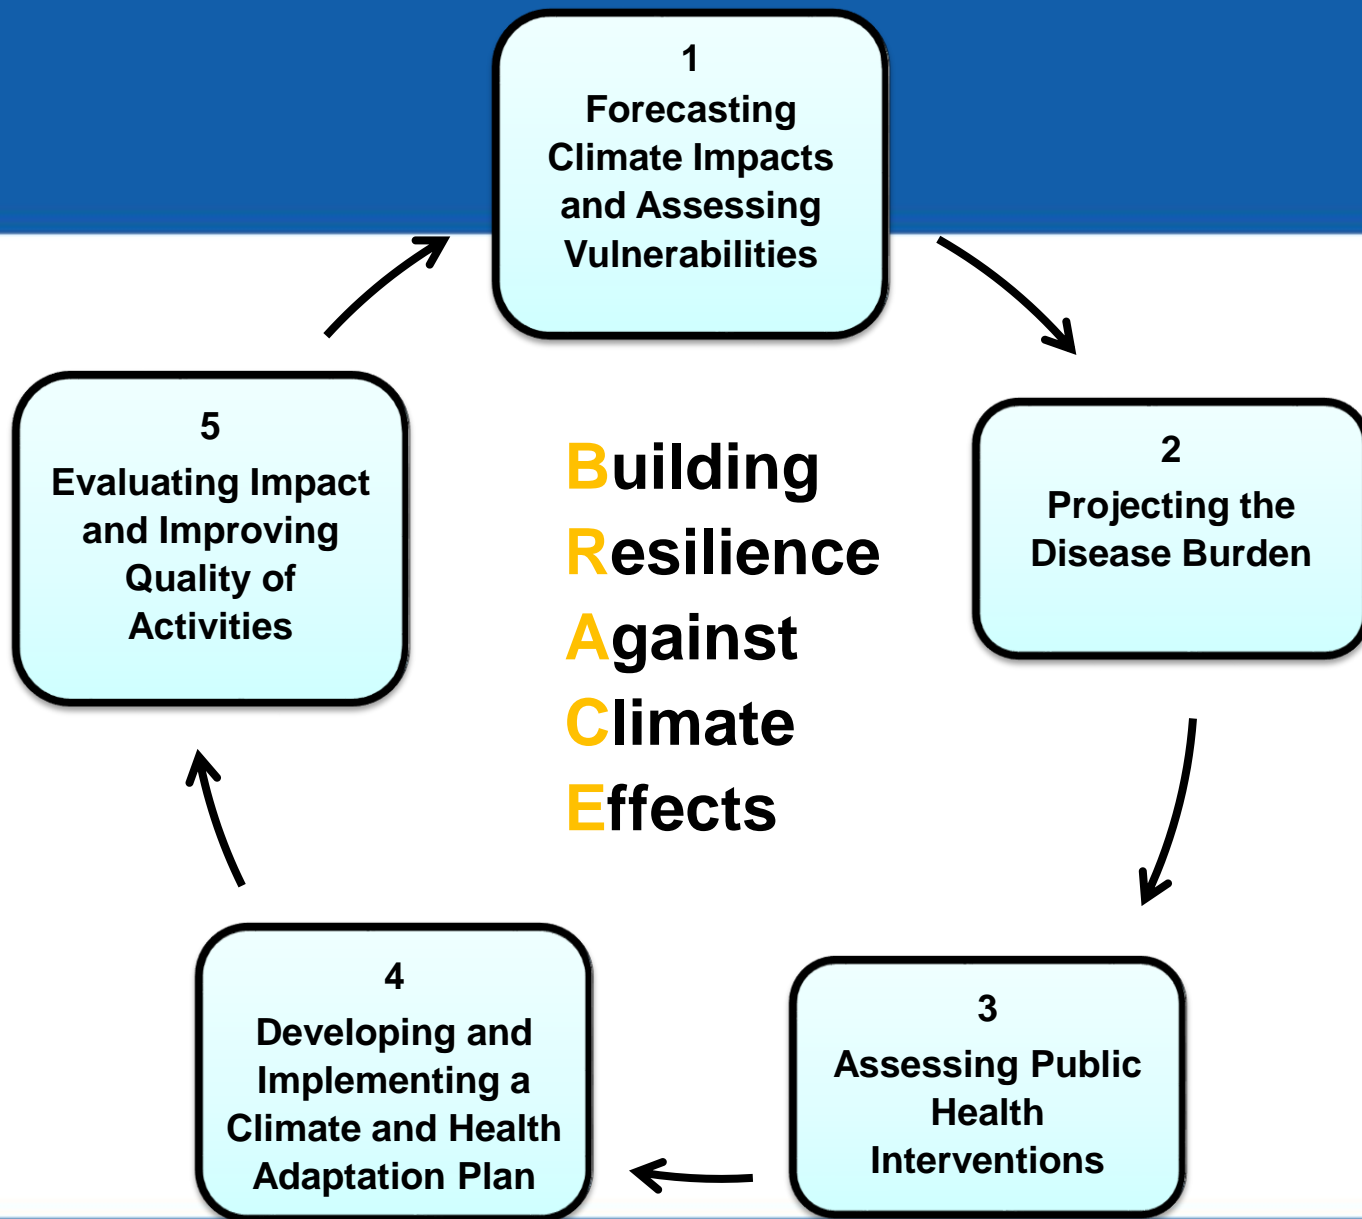 1
Forecasting
Climate Impacts
and Assessing
Vulnerabilities
2
Projecting the
Disease Burden
3
Assessing Public
Health
Interventions
4
Developing and
Implementing a
Climate and Health
Adaptation Plan
5
Evaluating Impact
and Improving
Quality of
Activities
Building
Resilience
Against
Climate
Effects